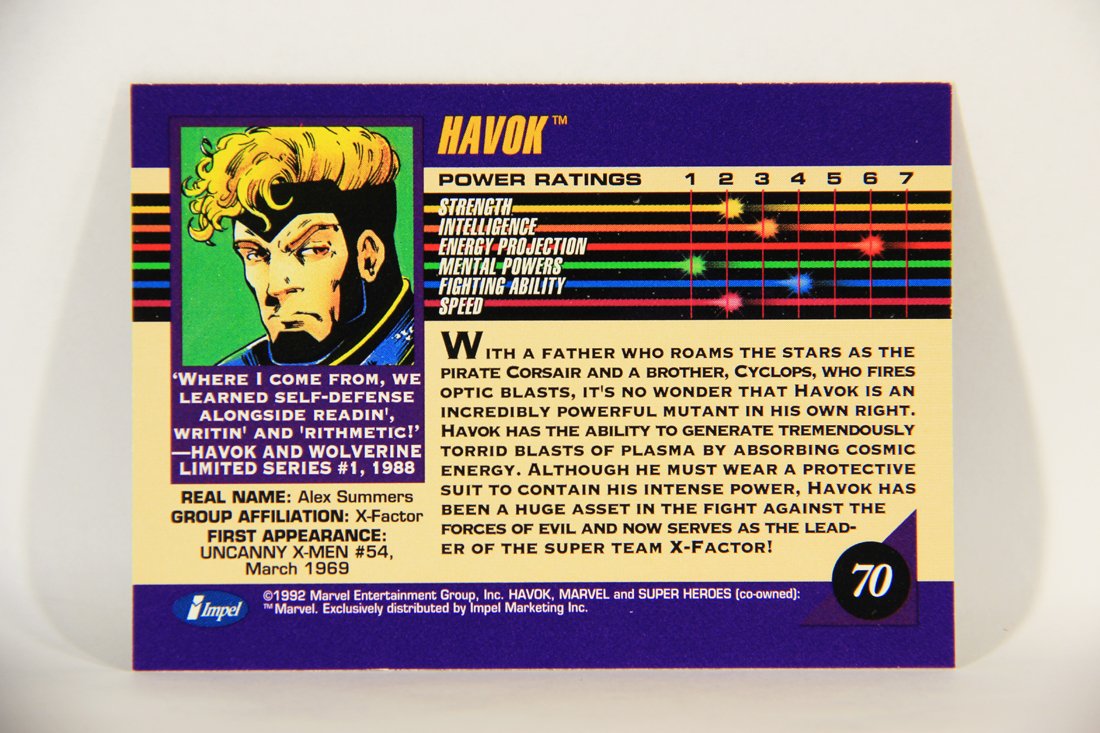 HAVOK™
POWER RATINGS 1 2 3 4 5 6 7
STRENGTH
INTELLIGENCE
ENERGY PROJECTION
MENTAL POWERS
FIGHTING ABILITY
SPEED
‘WHERE I COME FROM, WE
LEARNED SELF-DEFENSE
ALONGSIDE READIN',
WRITIN' AND 'RITHMETIC!’
—HAVOK AND WOLVERINE
LIMITED SERIES #1, 1988
REAL NAME: Alex Summers
GROUP AFFILIATION: X-Factor
FIRST APPEARANCE:
UNCANNY X-MEN #54,
March 1969
WITH A FATHER WHO ROAMS THE STARS AS THE
PIRATE CORSAIR AND A BROTHER, CYCLOPS, WHO FIRES
OPTIC BLASTS, IT'S NO WONDER THAT HAVOK IS AN
INCREDIBLY POWERFUL MUTANT IN HIS OWN RIGHT.
HAVOK HAS THE ABILITY TO GENERATE TREMENDOUSLY
TORRID BLASTS OF PLASMA BY ABSORBING COSMIC
ENERGY. ALTHOUGH HE MUST WEAR A PROTECTIVE
SUIT TO CONTAIN HIS INTENSE POWER, HAVOK HAS
BEEN A HUGE ASSET IN THE FIGHT AGAINST THE
FORCES OF EVIL AND NOW SERVES AS THE LEAD-
ER OF THE SUPER TEAM X-FACTOR!
70
Impel
©1992 Marvel Entertainment Group, Inc. HAVOK, MARVEL and SUPER HEROES (co-owned):
™Marvel. Exclusively distributed by Impel Marketing Inc.